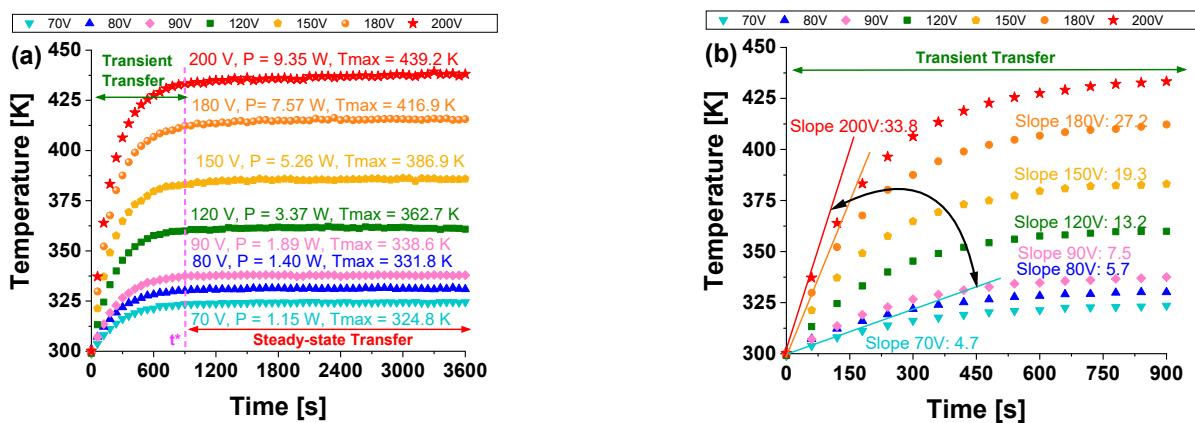 70V 80V 90V 120V 150V 180V 200V
(a)
Temperature [K]
450
425
400
375
350
325
300
Transient
Transfer
200 V, P = 9.35 W, Tmax = 439.2 K
180 V, P= 7.57 W, Tmax = 416.9 K
150 V, P = 5.26 W, Tmax = 386.9 K
120 V, P = 3.37 W, Tmax = 362.7 K
90 V, P = 1.89 W, Tmax = 338.6 K
80 V, P = 1.40 W, Tmax = 331.8 K
70 V, P = 1.15 W, Tmax = 324.8 K
t*
Steady-state Transfer
0 600 1200 1800 2400 3000 3600
Time [s]
70V 80V 90V 120V 150V 180V 200V
(b)
Temperature [K]
450
425
400
375
350
325
300
Transient Transfer
Slope 200V:33.8
Slope 180V: 27.2
Slope 150V: 19.3
Slope 120V: 13.2
Slope 90V: 7.5
Slope 80V: 5.7
Slope 70V: 4.7
0 150 300 450 600 750 900
Time [s]